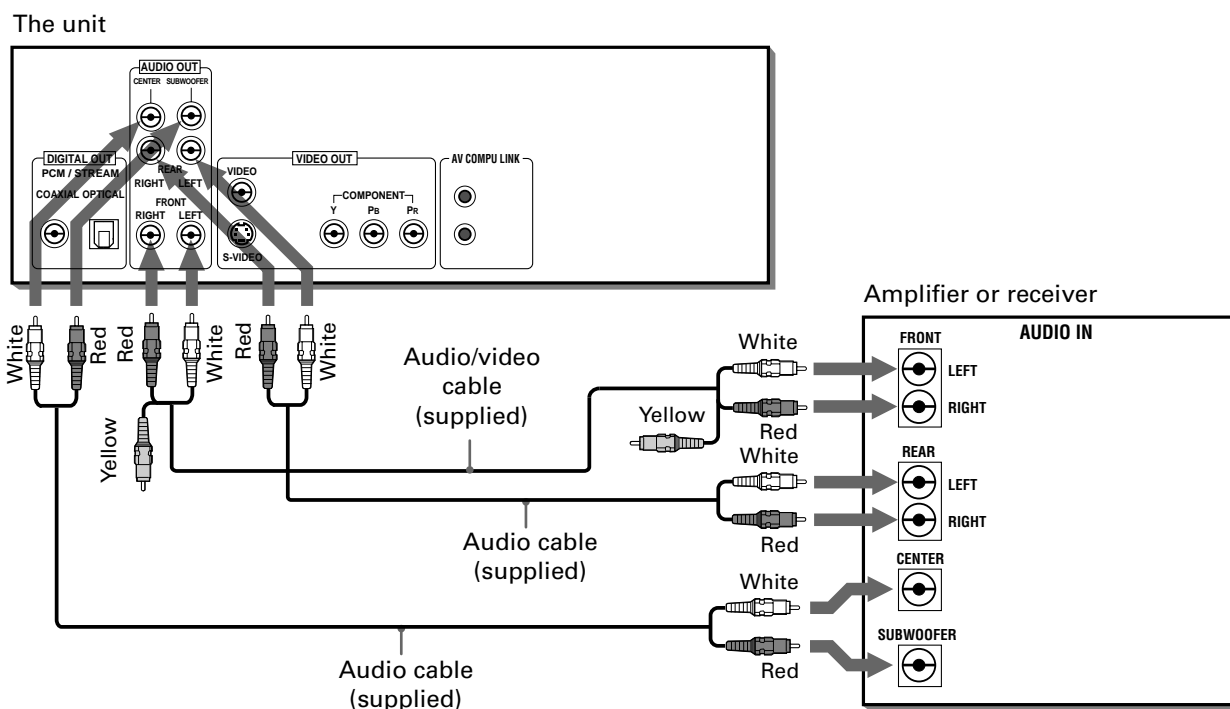 The unit
AUDIO OUT
CENTER SUBWOOFER
DIGITAL OUT
PCM / STREAM
COAXIAL OPTICAL
REAR
RIGHT LEFT
FRONT
RIGHT LEFT
VIDEO OUT
VIDEO
S-VIDEO
COMPONENT
Y PB PR
AV COMPU LINK
White
Red
Red
White
Red
White
Yellow
Audio/video
cable
(supplied)
Audio cable
(supplied)
Audio cable
(supplied)
White
Yellow
Red
White
Red
White
Red
Amplifier or receiver
AUDIO IN
FRONT
LEFT
RIGHT
REAR
LEFT
RIGHT
CENTER
SUBWOOFER